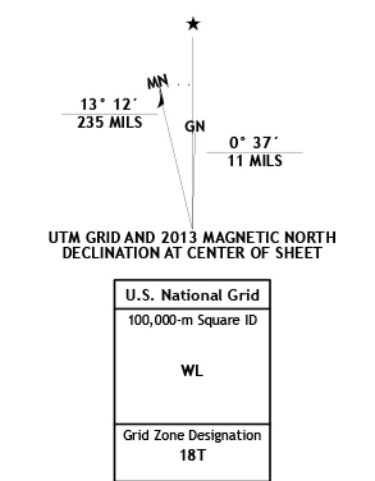 ★
MN
GN
13° 12´
235 MILS
0° 37´
11 MILS
UTM GRID AND 2013 MAGNETIC NORTH
DECLINATION AT CENTER OF SHEET
U.S. National Grid
100,000-m Square ID
WL
Grid Zone Designation
18T